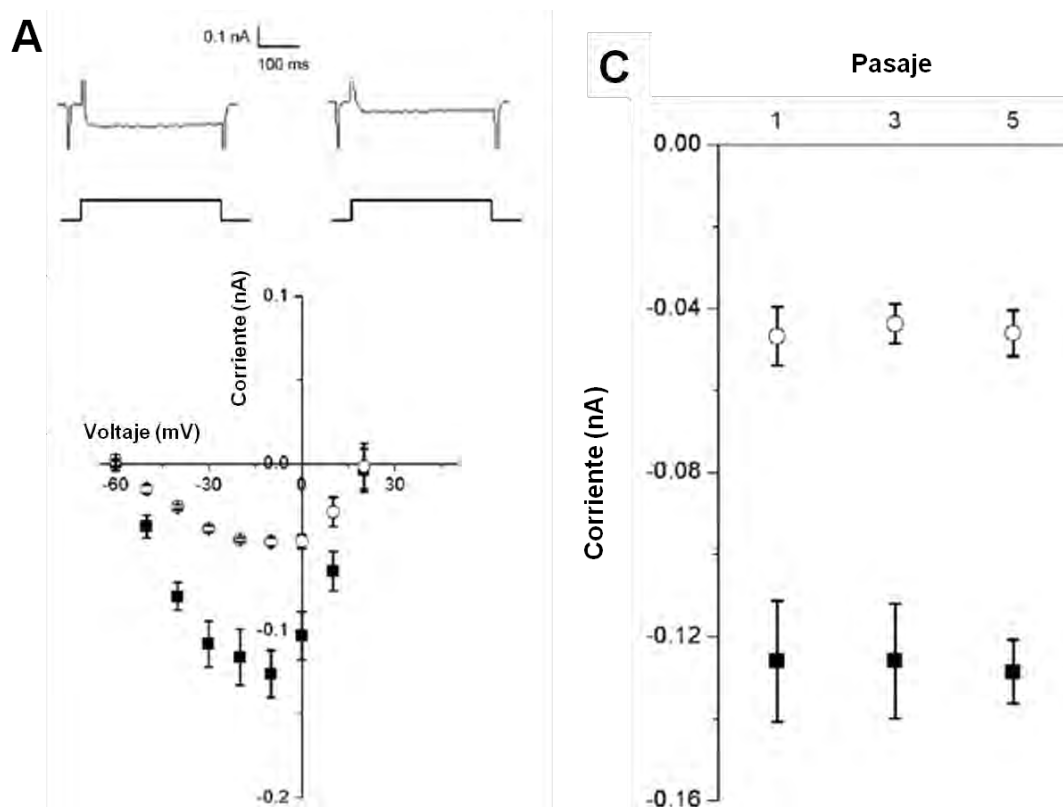 A
0.1 nA
100 ms
Corriente (nA)
0.1
Voltaje (mV)
0.0
-60
-30
0
30
-0.1
-0.2
C
Pasaje
1
3
5
0.00
-0.04
-0.08
-0.12
-0.16
Corriente (nA)